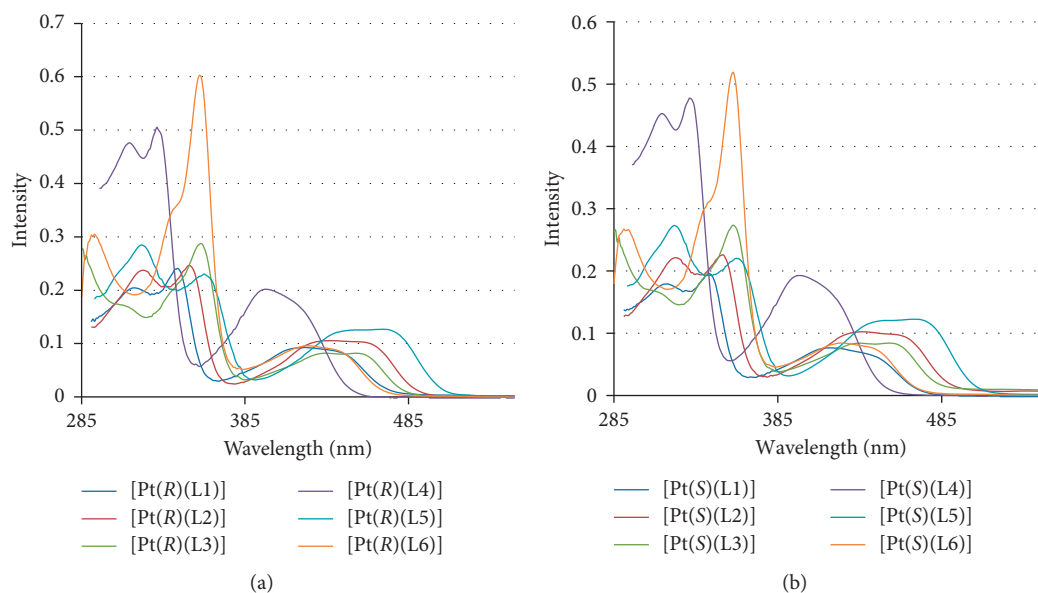 0.7
0.6
0.5
0.4
0.3
0.2
0.1
0
Intensity
285
385
485
Wavelength (nm)
[Pt(R)(L1)]
[Pt(R)(L2)]
[Pt(R)(L3)]
[Pt(R)(L4)]
[Pt(R)(L5)]
[Pt(R)(L6)]
(a)
0.6
0.5
0.4
0.3
0.2
0.1
0
Intensity
285
385
485
Wavelength (nm)
[Pt(S)(L1)]
[Pt(S)(L2)]
[Pt(S)(L3)]
[Pt(S)(L4)]
[Pt(S)(L5)]
[Pt(S)(L6)]
(b)